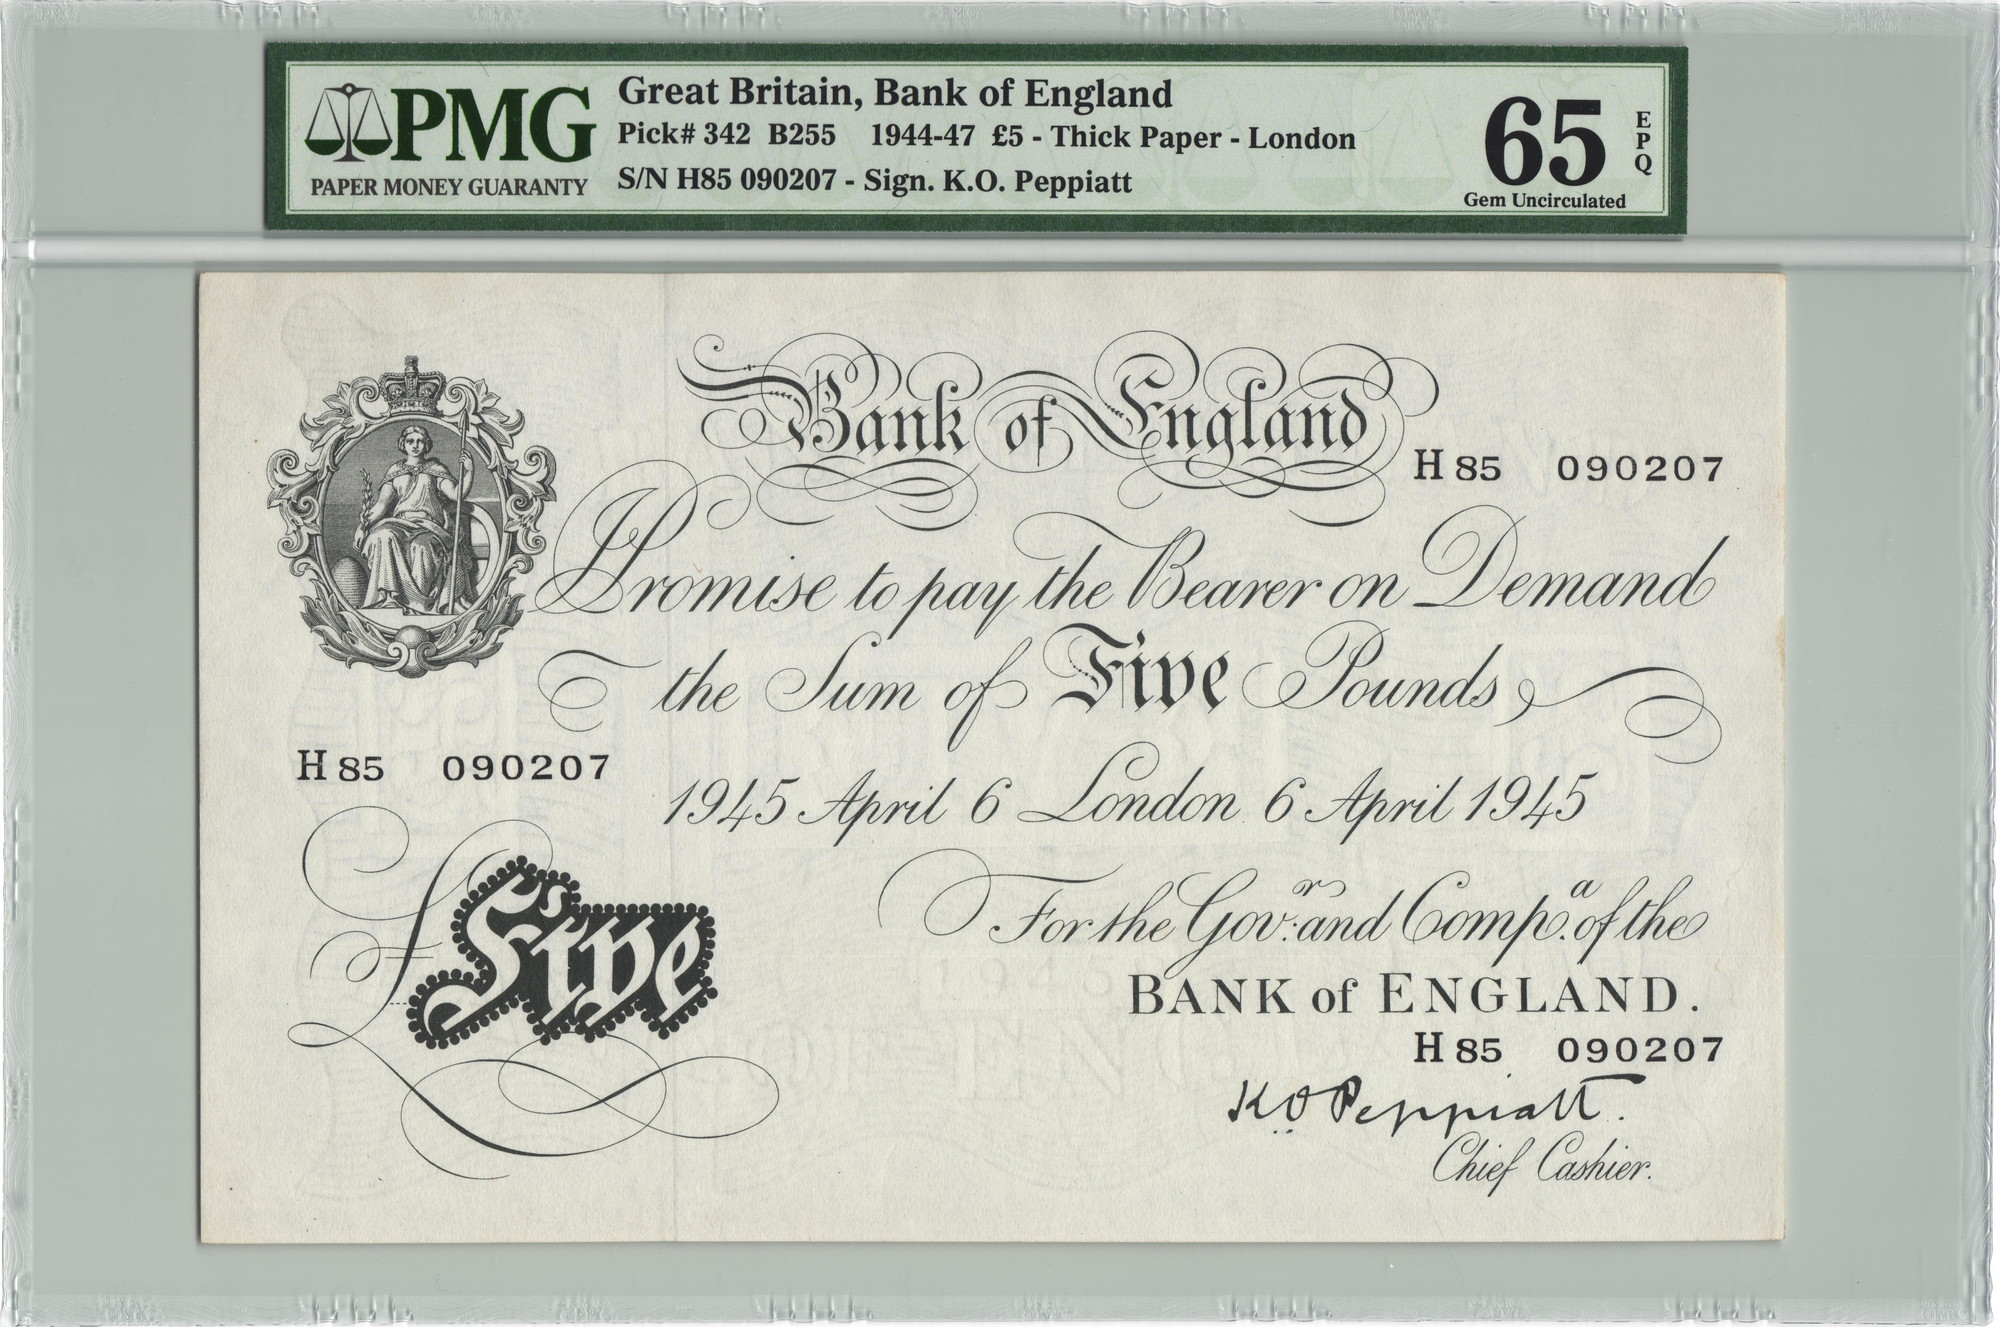 PMG
PAPER MONEY GUARANTY
Great Britain, Bank of England
Pick# 342 B255 1944-47 £5 - Thick Paper - London
S/N H85 090207 - Sign. K.O. Peppiatt
65
EPQ
Gem Uncirculated
Bank of England
H 85 090207
I Promise to pay the Bearer on Demand
the Sum of Five Pounds
H 85 090207
1945 April 6 London 6 April 1945
£Five
For the Govr. and Compa. of the
BANK of ENGLAND.
H 85 090207
K O Peppiatt.
Chief Cashier.